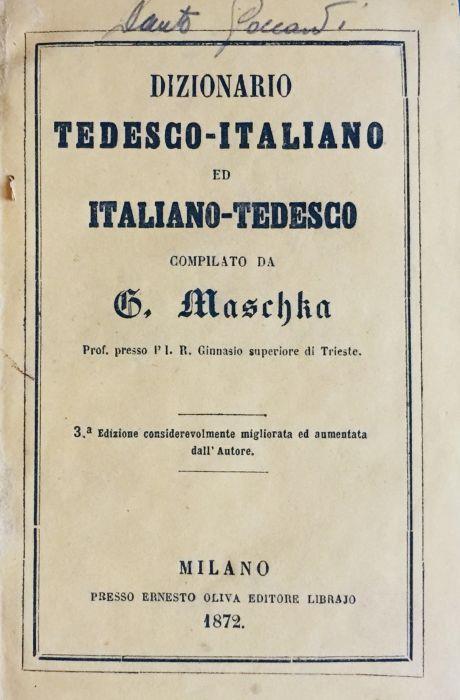 DIZIONARIO
TEDESCO-ITALIANO
ED
ITALIANO-TEDESCO
COMPILATO DA
G. Maschka
Prof. presso l' I. R. Ginnasio superiore di Trieste.
3.ª Edizione considerevolmente migliorata ed aumentata
dall' Autore.
MILANO
PRESSO ERNESTO OLIVA EDITORE LIBRAJO
1872.